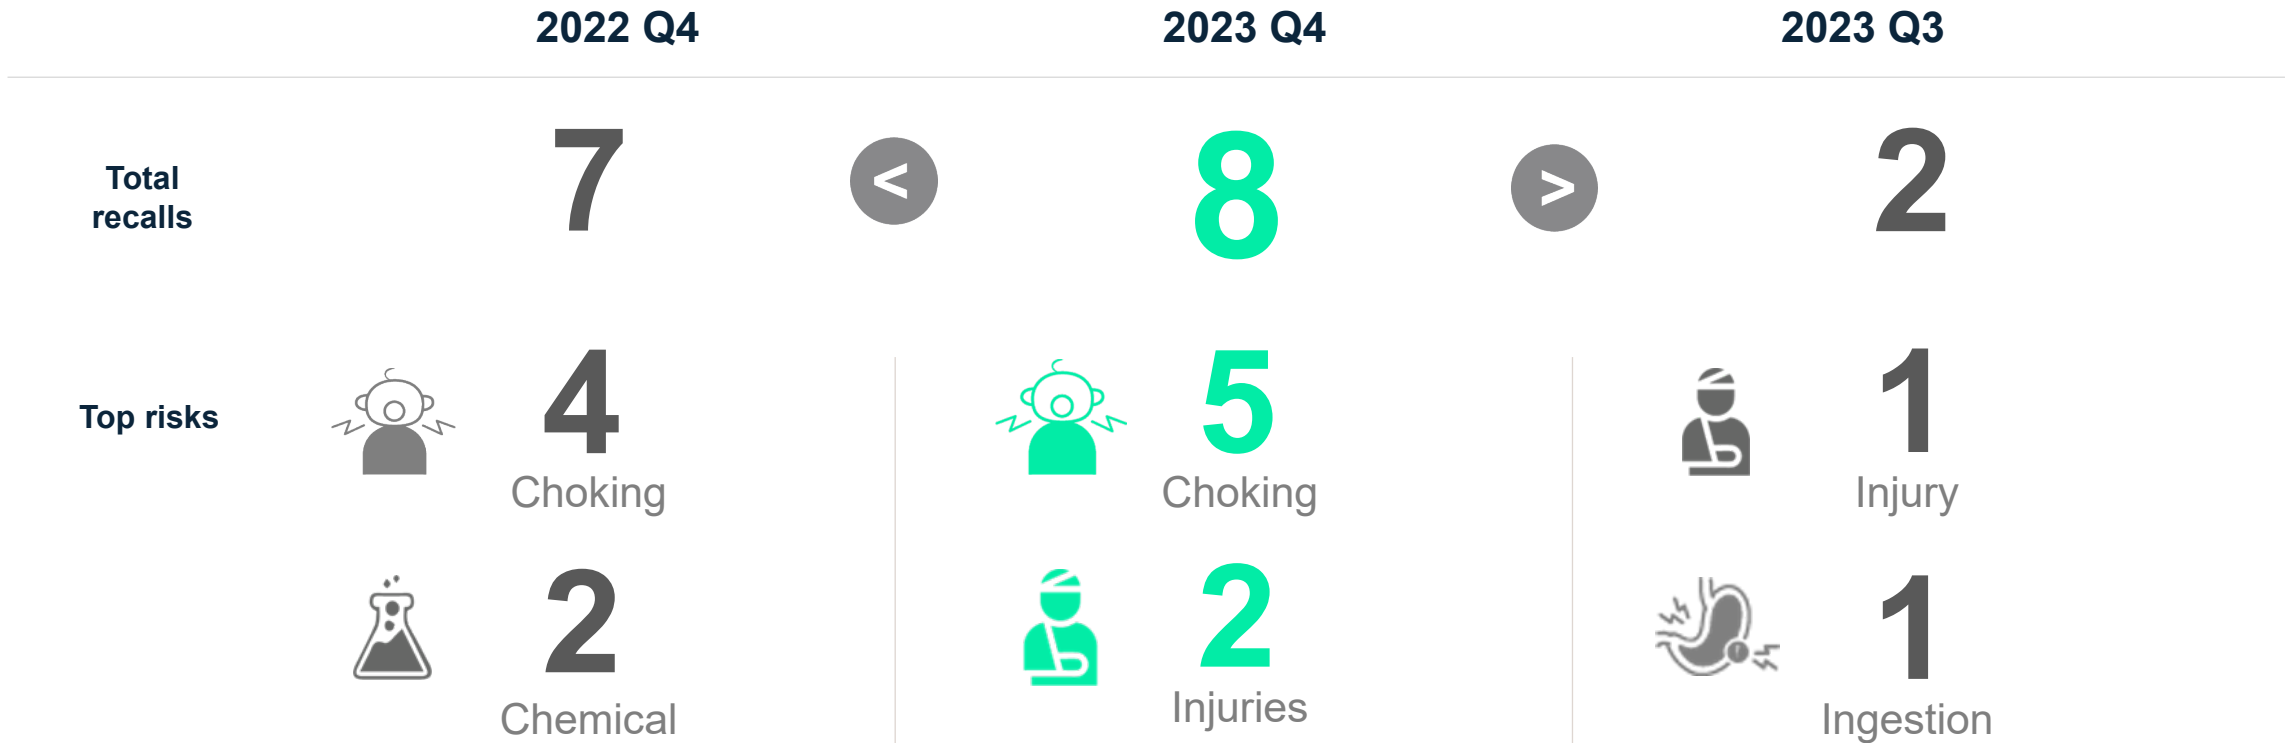 2022 Q4 2023 Q4 2023 Q3
Total
recalls
7 < 8 > 2
Top risks
4 5 1
Choking Choking Injury
2 2 1
Chemical Injuries Ingestion